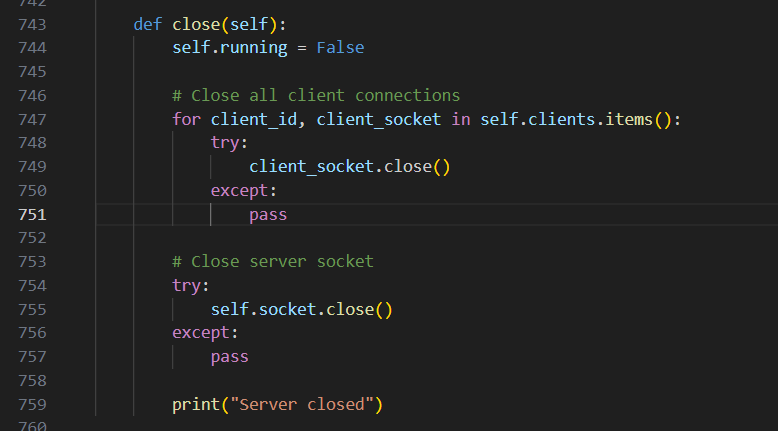 742
743 def close(self):
744 self.running = False
745
746 # Close all client connections
747 for client_id, client_socket in self.clients.items():
748 try:
749 client_socket.close()
750 except:
751 pass
752
753 # Close server socket
754 try:
755 self.socket.close()
756 except:
757 pass
758
759 print("Server closed")
760